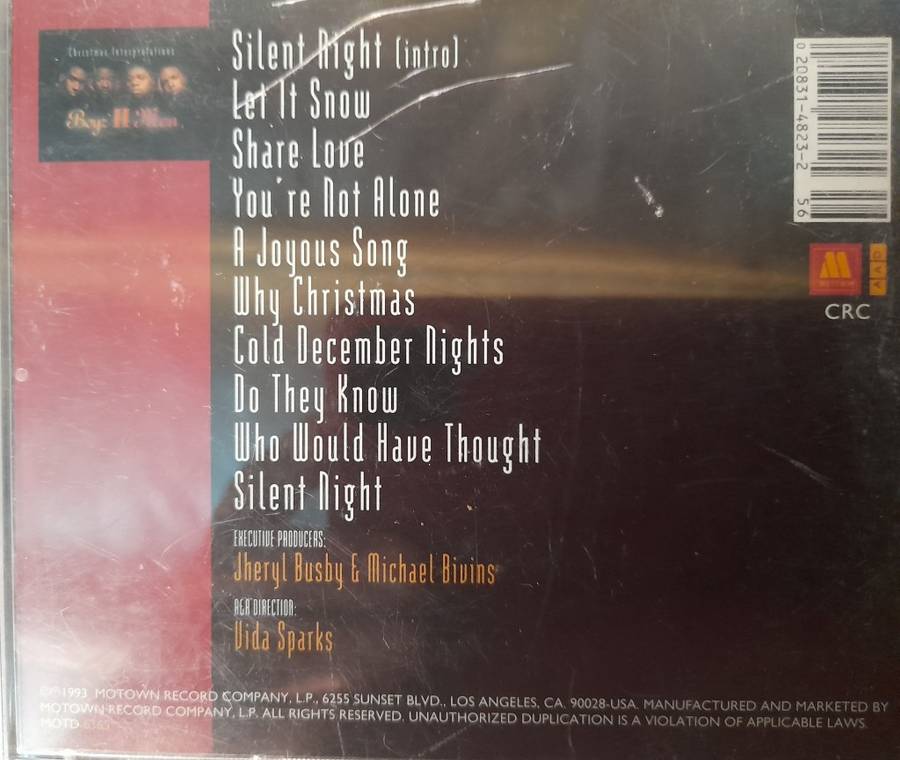 Christmas Interpretations
Boyz II Men
Silent Night (intro)
Let It Snow
Share Love
You're Not Alone
A Joyous Song
Why Christmas
Cold December Nights
Do They Know
Who Would Have Thought
Silent Night
EXECUTIVE PRODUCERS:
Jheryl Busby & Michael Bivins
A&R DIRECTION:
Vida Sparks
0 20831-4823-2 56
AAD
CRC
1993 MOTOWN RECORD COMPANY, L.P., 6255 SUNSET BLVD., LOS ANGELES, CA. 90028-USA. MANUFACTURED AND MARKETED BY
MOTOWN RECORD COMPANY, L.P. ALL RIGHTS RESERVED. UNAUTHORIZED DUPLICATION IS A VIOLATION OF APPLICABLE LAWS.
MOTD